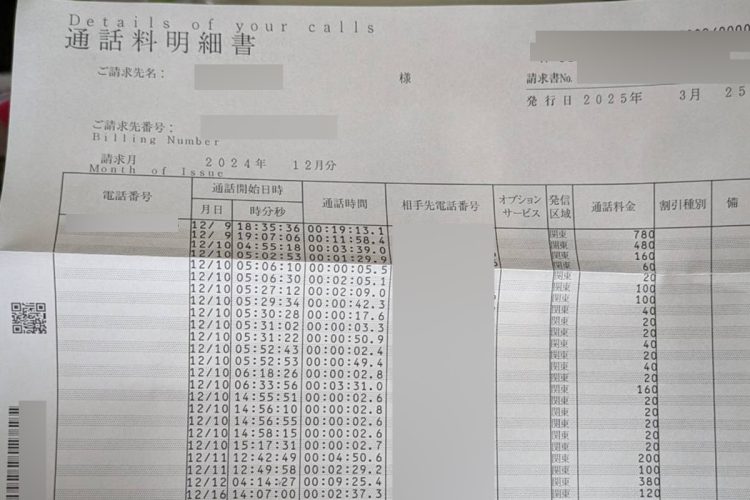 Details of your calls
通話料明細書
ご請求先名：
様
請求書No.
発行日 2025年 3月 25
ご請求先番号：
Billing Number
請求月 2024年 12月分
Month of Issue
電話番号 通話開始日時 通話時間 相手先電話番号 オプションサービス 発信区域 通話料金 割引種別 備
月日 時分秒
12/ 9 18:35:36 00:19:13.1 関東 780
12/ 9 19:07:06 00:11:58.4 関東 480
12/10 04:55:18 00:03:39.0 関東 160
12/10 05:02:53 00:01:29.9 関東 60
12/10 05:06:10 00:00:05.5 関東 20
12/10 05:06:30 00:02:05.1 関東 100
12/10 05:27:12 00:02:09.0 関東 100
12/10 05:29:34 00:00:42.3 関東 40
12/10 05:30:28 00:00:17.6 関東 20
12/10 05:31:02 00:00:03.3 関東 20
12/10 05:31:22 00:00:50.9 関東 40
12/10 05:52:43 00:00:02.4 関東 20
12/10 05:52:53 00:00:49.4 関東 40
12/10 06:18:26 00:00:02.8 関東 20
12/10 06:33:56 00:03:31.0 関東 160
12/10 14:55:51 00:00:02.6 関東 20
12/10 14:56:10 00:00:02.8 関東 20
12/10 14:56:55 00:00:02.6 関東 20
12/10 14:58:15 00:00:02.6 関東 20
12/10 15:17:31 00:00:02.7 関東 20
12/11 12:42:49 00:04:50.6 関東 200
12/11 12:49:58 00:02:29.2 関東 100
12/12 04:14:27 00:09:25.4 関東 380
12/16 14:07:00 00:02:37.3 関東 120